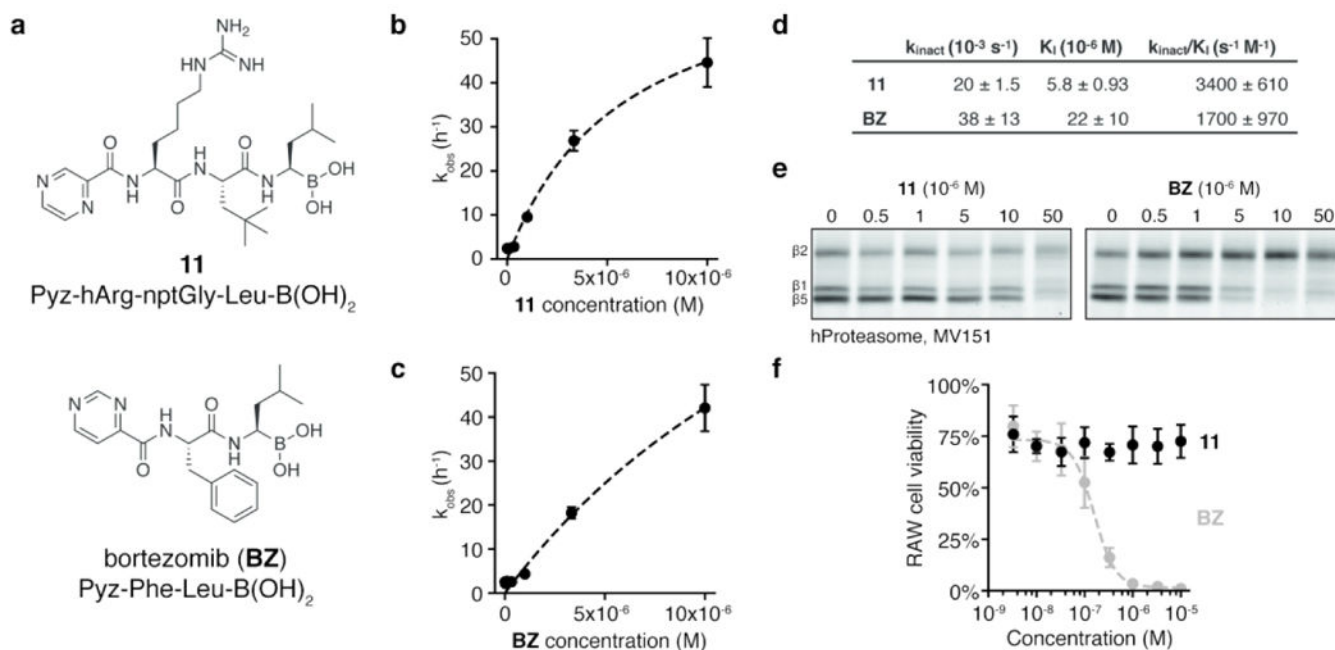 a
NH₂
HN
NH
O
O
OH
N
N
H
N
H
N
H
B
OH
N
O
O
11
Pyz-hArg-nptGly-Leu-B(OH)₂
N
N
O
H
N
N
H
B
OH
O
OH
bortezomib (BZ)
Pyz-Phe-Leu-B(OH)₂
b
50
40
30
20
10
0
k_obs (h⁻¹)
5x10⁻⁶
10x10⁻⁶
11 concentration (M)
c
50
40
30
20
10
0
k_obs (h⁻¹)
5x10⁻⁶
10x10⁻⁶
BZ concentration (M)
d
k_inact (10⁻³ s⁻¹) K_I (10⁻⁶ M) k_inact/K_I (s⁻¹ M⁻¹)
11 20 ± 1.5 5.8 ± 0.93 3400 ± 610
BZ 38 ± 13 22 ± 10 1700 ± 970
e
11 (10⁻⁶ M) BZ (10⁻⁶ M)
0 0.5 1 5 10 50 0 0.5 1 5 10 50
β2
β1
β5
hProteasome, MV151
f
100%
75%
50%
25%
0%
RAW cell viability
11
BZ
10⁻⁹ 10⁻⁸ 10⁻⁷ 10⁻⁶ 10⁻⁵
Concentration (M)